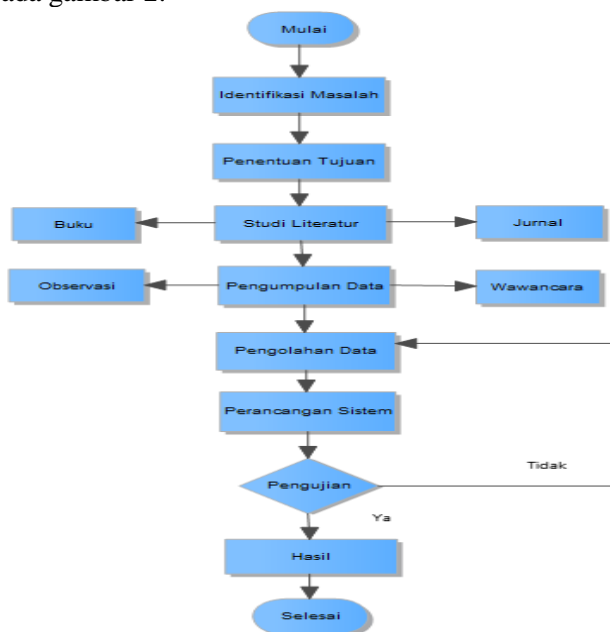 ada gambar 2.
Mulai
Identifikasi Masalah
Penentuan Tujuan
Buku
Studi Literatur
Jurnal
Observasi
Pengumpulan Data
Wawancara
Pengolahan Data
Perancangan Sistem
Pengujian
Tidak
Ya
Hasil
Selesai